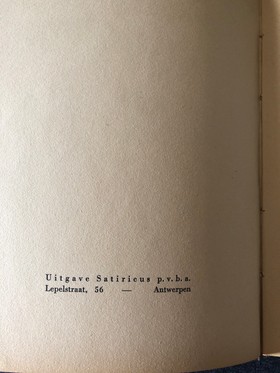 Uitgave Satiricus p.v.b.a.
Lepelstraat, 56 — Antwerpen